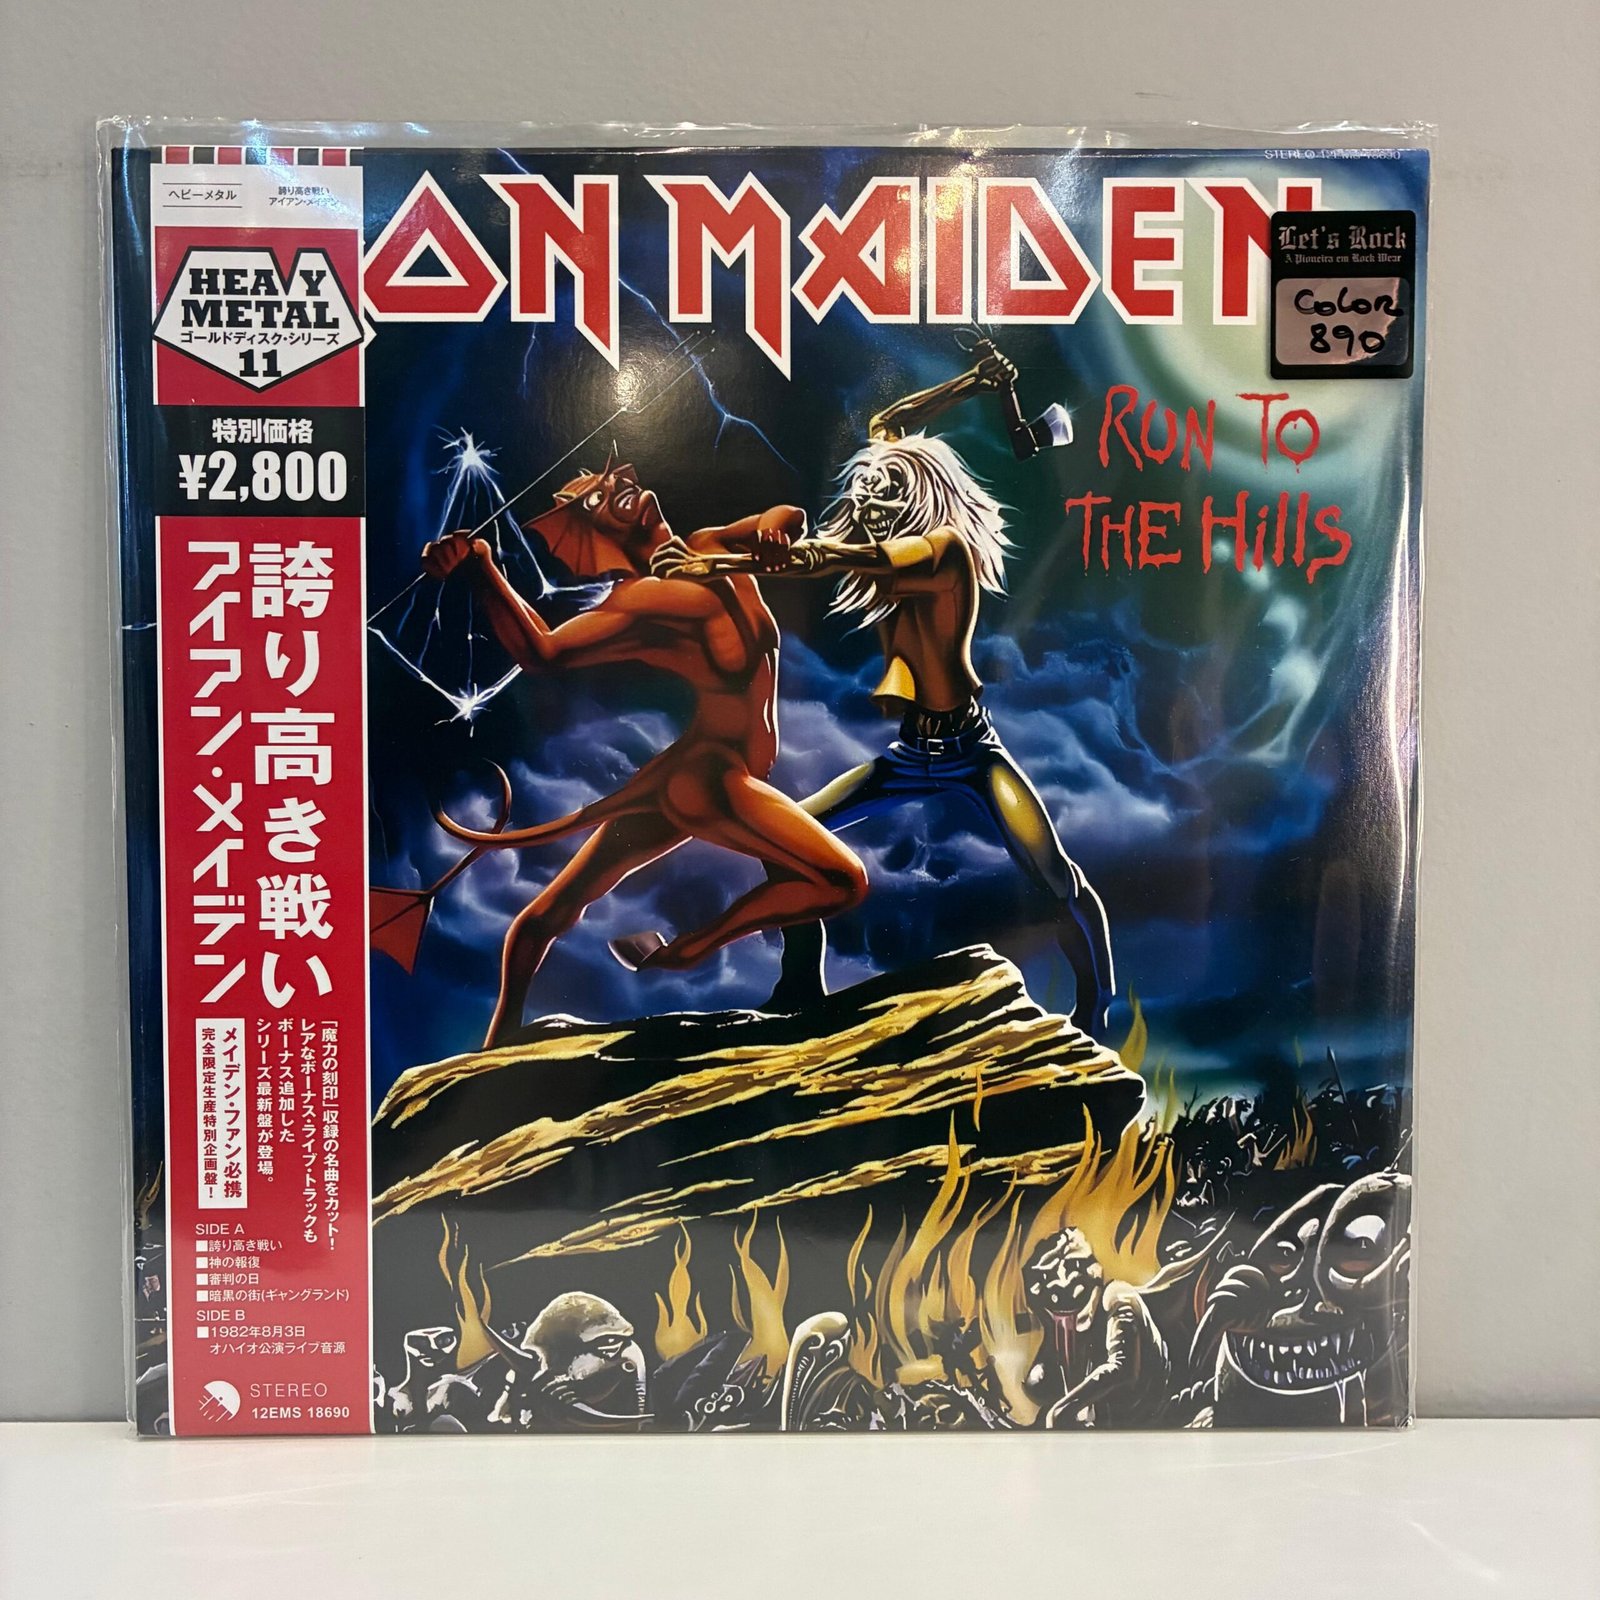 STEREO 12EMS 18690
ヘビーメタル
誇り高き戦い
アイアン・メイデン
HEAVY
METAL
ゴールドディスク・シリーズ
11
特別価格
¥2,800
誇り高き戦い
アイアン・メイデン
「魔力の刻印」収録の名曲をカット!
レアなボーナス・ライブ・トラックも
ボーナス追加した
シリーズ最新盤が登場。
メイデン・ファン必携
完全限定生産特別企画盤!
SIDE A
■誇り高き戦い
■神の報復
■審判の日
■暗黒の街(ギャングランド)
SIDE B
■1982年8月3日
オハイオ公演ライブ音源
STEREO
12EMS 18690
ON MAIDEN
Let's Rock
A Pioneira em Rock Wear
COLOR
890
RUN TO
THE HILLS